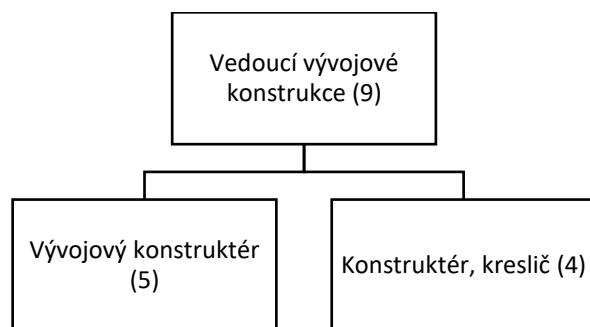 Vedoucí vývojové
konstrukce (9)
Vývojový konstruktér
(5)
Konstruktér, kreslič (4)